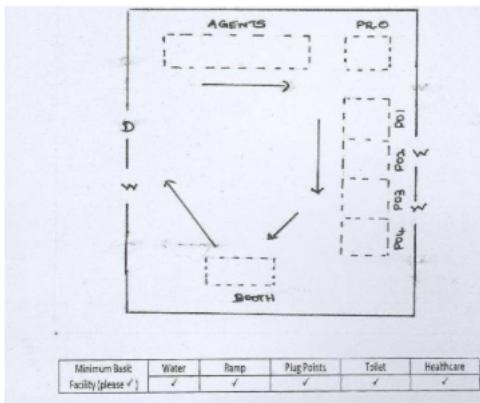 AGENTS
PRO
D
PO1
PO2
W
PO3
W
W
PO4
BOOTH
Minimum Basic Facility (please ✓) Water Ramp Plug Points Toilet Healthcare
✓ ✓ ✓ ✓ ✓